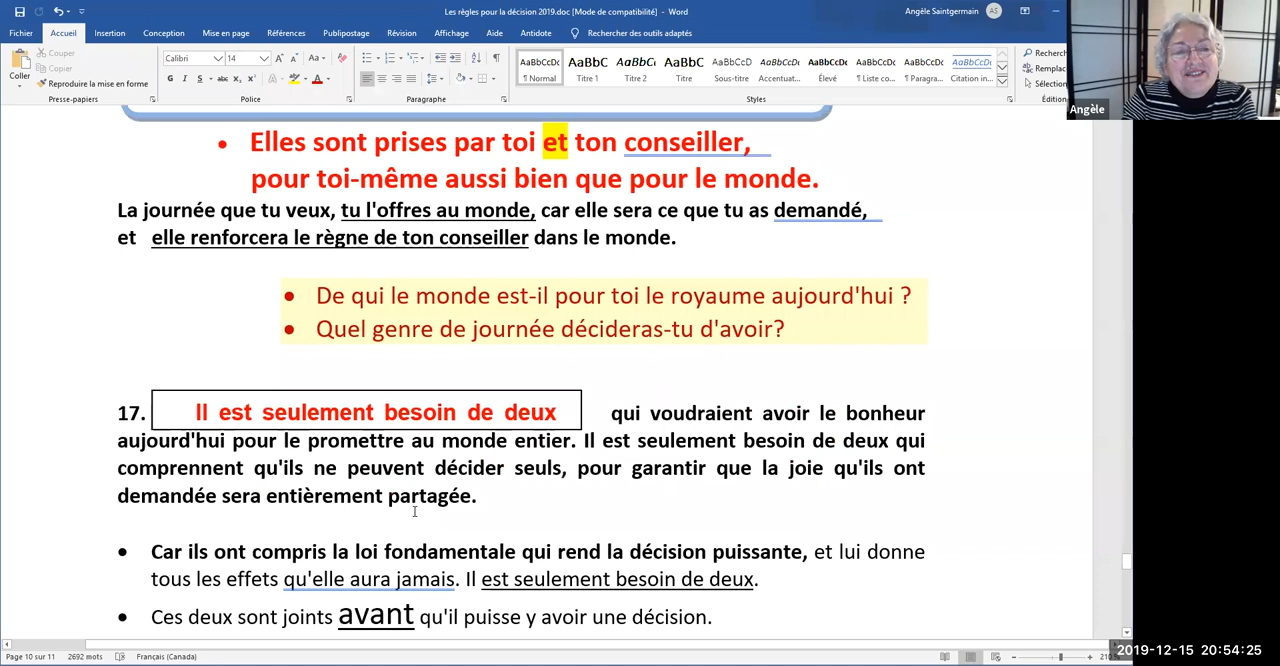 Les règles pour la décision 2019.doc [Mode de compatibilité] - Word
Angèle Saintgermain AS
Fichier Accueil Insertion Conception Mise en page Références Publipostage Révision Affichage Aide Antidote Rechercher des outils adaptés
Coller
Couper
Copier
Reproduire la mise en forme
Presse-papiers
Calibri 14
G I S abc X₂ X²
Police
Paragraphe
AaBbCcDc AaBbC AaBbCc AaBbC AaBbCcD AaBbCcDc AaBbCcDc AaBbCcDc AaBbCcDc AaBbCcDc
¶ Normal Titre 1 Titre 2 Titre Sous-titre Accentuat... Élevé ¶ Liste co... ¶ Paragra... Citation in...
Styles
Recherch
Remplac
Sélection
Édition
Angèle
• Elles sont prises par toi et ton conseiller,
pour toi-même aussi bien que pour le monde.
La journée que tu veux, tu l'offres au monde, car elle sera ce que tu as demandé,
et elle renforcera le règne de ton conseiller dans le monde.
• De qui le monde est-il pour toi le royaume aujourd'hui ?
• Quel genre de journée décideras-tu d'avoir?
17. Il est seulement besoin de deux qui voudraient avoir le bonheur
aujourd'hui pour le promettre au monde entier. Il est seulement besoin de deux qui
comprennent qu'ils ne peuvent décider seuls, pour garantir que la joie qu'ils ont
demandée sera entièrement partagée.
• Car ils ont compris la loi fondamentale qui rend la décision puissante, et lui donne
tous les effets qu'elle aura jamais. Il est seulement besoin de deux.
• Ces deux sont joints avant qu'il puisse y avoir une décision.
Page 10 sur 11 2692 mots Français (Canada)
2019-12-15 20:54:25